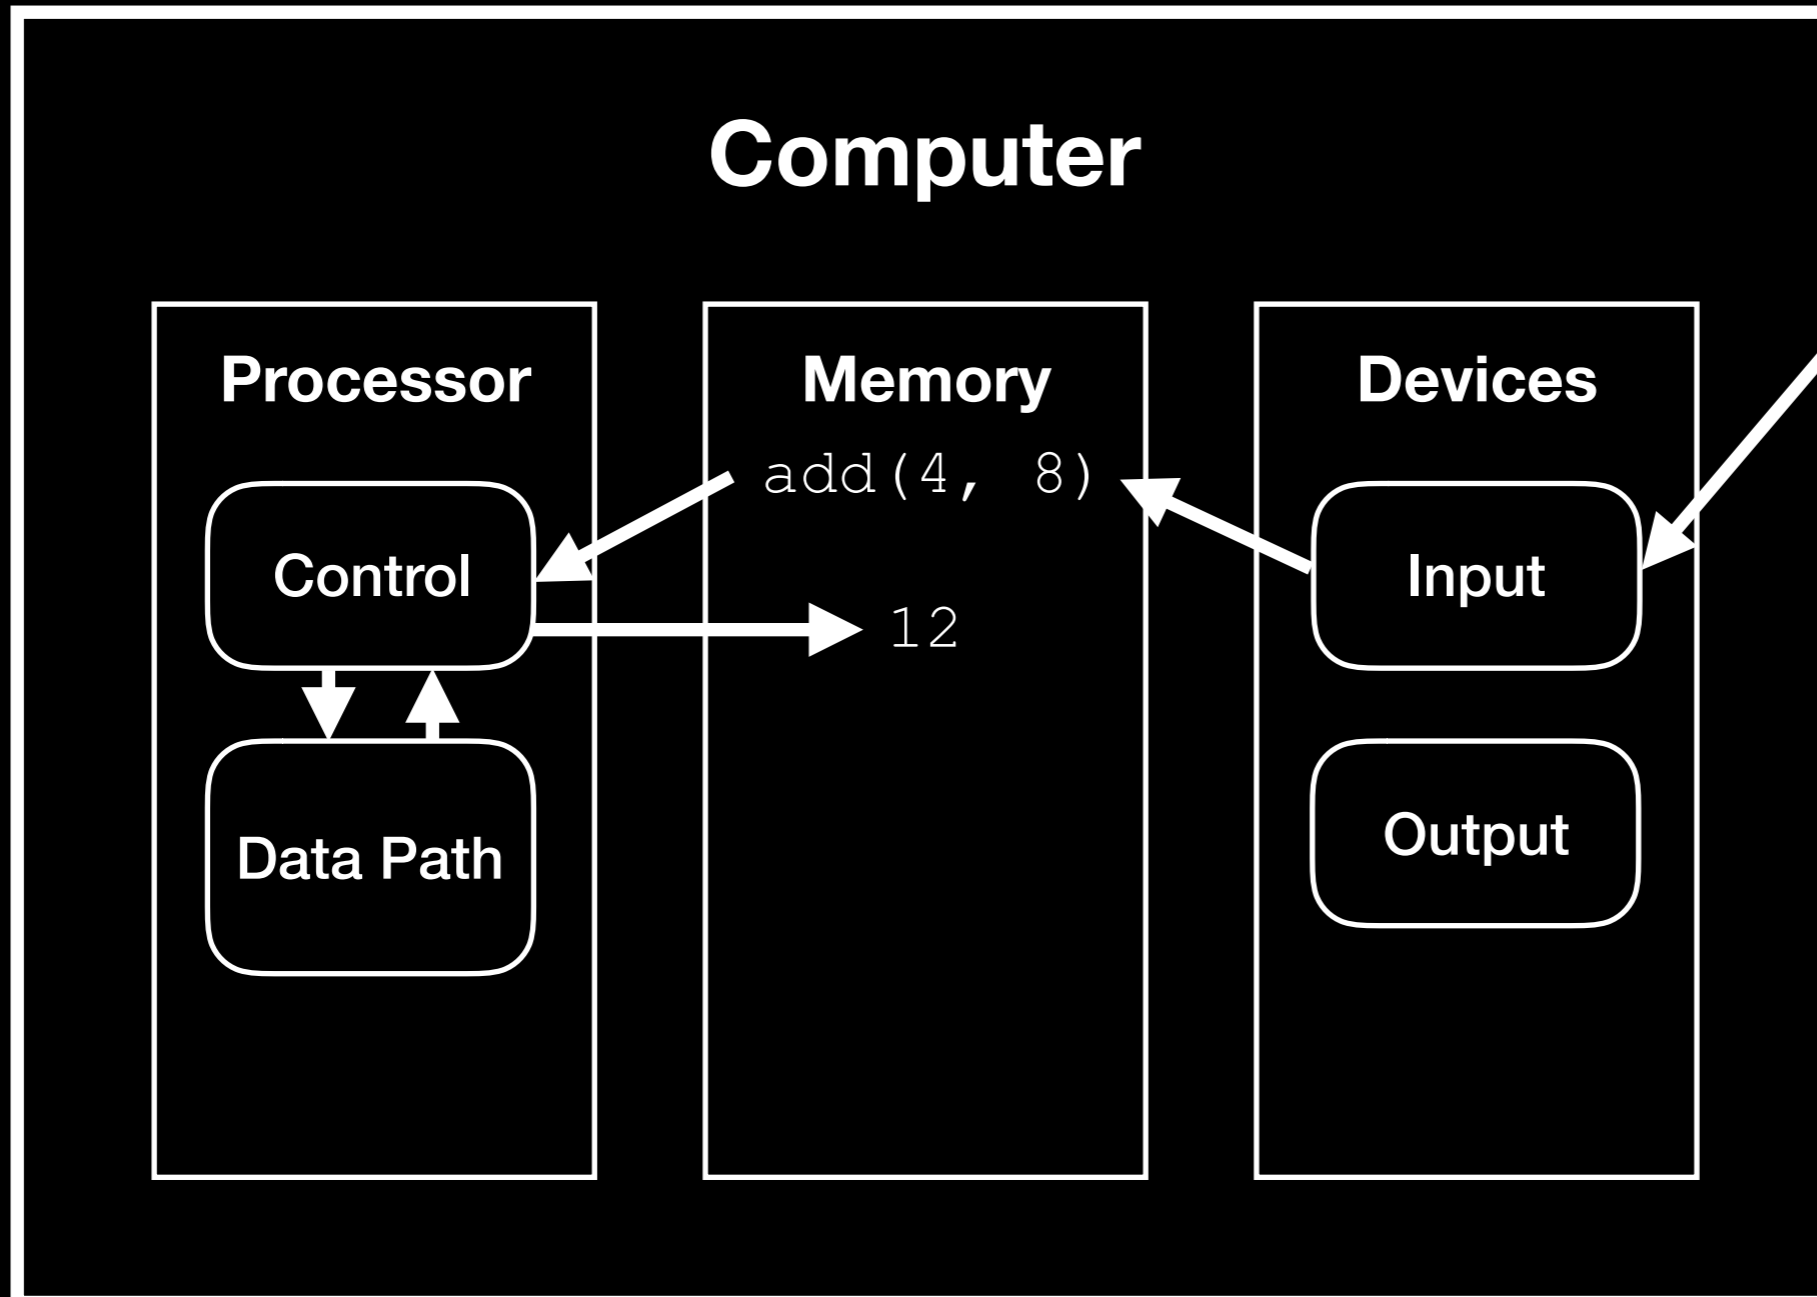 Computer
Processor
Control
Data Path
Memory
add(4, 8)
12
Devices
Input
Output